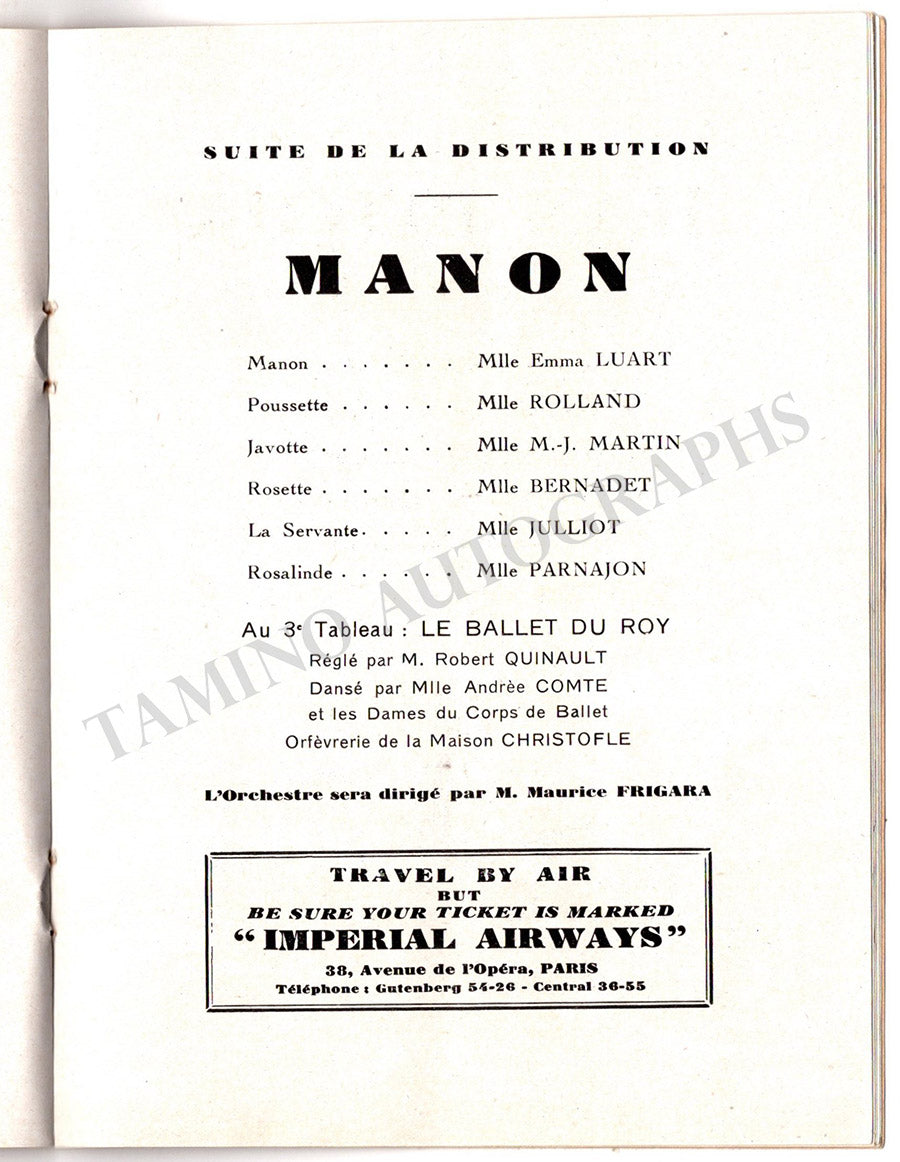 SUITE DE LA DISTRIBUTION
MANON
Manon . . . . . . . Mlle Emma LUART
Poussette . . . . . . Mlle ROLLAND
Javotte . . . . . . . Mlle M.-J. MARTIN
Rosette . . . . . . . Mlle BERNADET
La Servante. . . . . Mlle JULLIOT
Rosalinde . . . . . . Mlle PARNAJON
Au 3e Tableau : LE BALLET DU ROY
Réglé par M. Robert QUINAULT
Dansé par Mlle Andrèe COMTE
et les Dames du Corps de Ballet
Orfèvrerie de la Maison CHRISTOFLE
L'Orchestre sera dirigé par M. Maurice FRIGARA
TRAVEL BY AIR
BUT
BE SURE YOUR TICKET IS MARKED
“IMPERIAL AIRWAYS”
38, Avenue de l'Opéra, PARIS
Téléphone : Gutenberg 54-26 - Central 36-55
TAMINO AUTOGRAPHS